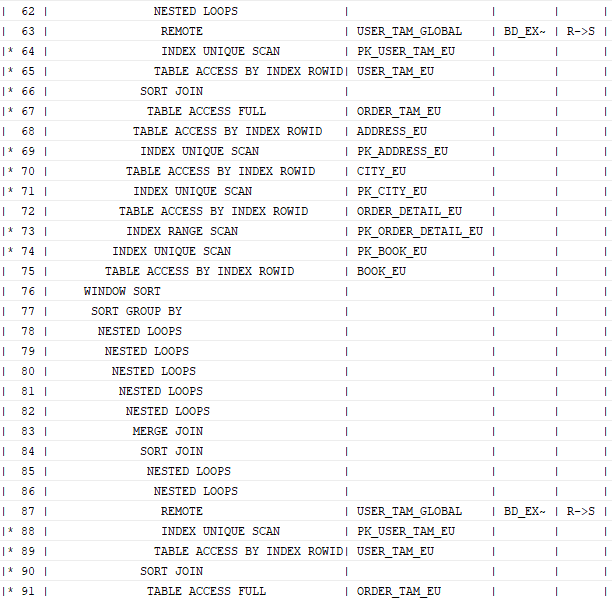 |  62 |                NESTED LOOPS               |                    |        |      |
|  63 |                 REMOTE                    | USER_TAM_GLOBAL    | BD_EX~ | R->S |
|* 64 |                 INDEX UNIQUE SCAN         | PK_USER_TAM_EU     |        |      |
|* 65 |                TABLE ACCESS BY INDEX ROWID| USER_TAM_EU        |        |      |
|* 66 |              SORT JOIN                    |                    |        |      |
|* 67 |               TABLE ACCESS FULL           | ORDER_TAM_EU       |        |      |
|  68 |             TABLE ACCESS BY INDEX ROWID   | ADDRESS_EU         |        |      |
|* 69 |              INDEX UNIQUE SCAN            | PK_ADDRESS_EU      |        |      |
|* 70 |            TABLE ACCESS BY INDEX ROWID    | CITY_EU            |        |      |
|* 71 |             INDEX UNIQUE SCAN             | PK_CITY_EU         |        |      |
|  72 |           TABLE ACCESS BY INDEX ROWID     | ORDER_DETAIL_EU    |        |      |
|* 73 |            INDEX RANGE SCAN               | PK_ORDER_DETAIL_EU |        |      |
|* 74 |          INDEX UNIQUE SCAN                | PK_BOOK_EU         |        |      |
|  75 |         TABLE ACCESS BY INDEX ROWID       | BOOK_EU            |        |      |
|  76 |      WINDOW SORT                          |                    |        |      |
|  77 |       SORT GROUP BY                       |                    |        |      |
|  78 |        NESTED LOOPS                       |                    |        |      |
|  79 |         NESTED LOOPS                      |                    |        |      |
|  80 |          NESTED LOOPS                     |                    |        |      |
|  81 |           NESTED LOOPS                    |                    |        |      |
|  82 |            NESTED LOOPS                   |                    |        |      |
|  83 |             MERGE JOIN                    |                    |        |      |
|  84 |              SORT JOIN                    |                    |        |      |
|  85 |               NESTED LOOPS                |                    |        |      |
|  86 |                NESTED LOOPS               |                    |        |      |
|  87 |                 REMOTE                    | USER_TAM_GLOBAL    | BD_EX~ | R->S |
|* 88 |                 INDEX UNIQUE SCAN         | PK_USER_TAM_EU     |        |      |
|* 89 |                TABLE ACCESS BY INDEX ROWID| USER_TAM_EU        |        |      |
|* 90 |              SORT JOIN                    |                    |        |      |
|* 91 |               TABLE ACCESS FULL           | ORDER_TAM_EU       |        |      |